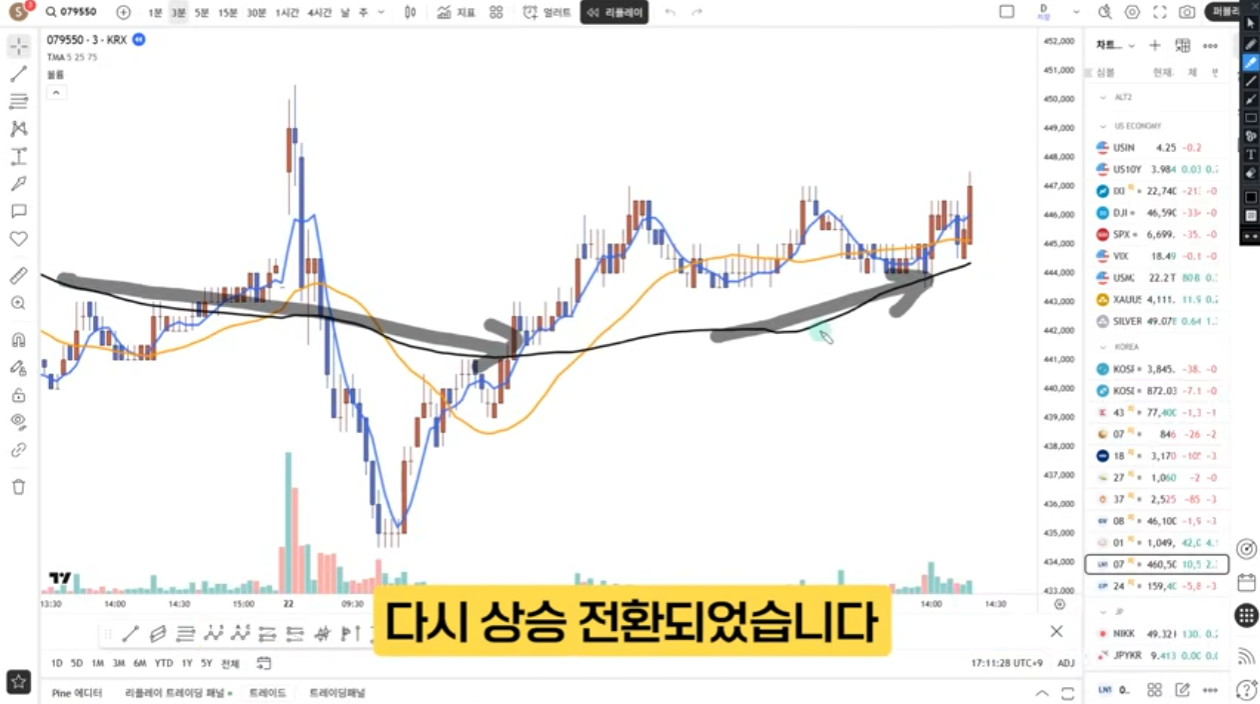 079550
1분 3분 5분 15분 30분 1시간 4시간 날 주
지표
얼러트
리플레이
D
079550 · 3 · KRX
TMA 5 25 75
볼륨
452,000
451,000
450,000
449,000
448,000
447,000
446,000
445,000
444,000
443,000
442,000
441,000
440,000
439,000
438,000
437,000
436,000
435,000
434,000
433,000
13:30 14:00 14:30 15:00 22 09:30 14:00 14:30
다시 상승 전환되었습니다
1D 5D 1M 3M 6M YTD 1Y 5Y 전체
17:11:28 UTC+9 ADJ
Pine 에디터 리플레이 트레이딩 패널 트레이드 트레이딩패널
차트...
심볼 현재. 체
ALT2
US ECONOMY
USIN 4.25 -0.2
US10Y 3.984 0.03 0.2
IXI 22,740 -213 -0
DJI 46,590 -334 -0
SPX 6,699. -35. -0
VIX 18.49 -0.1 -0
USMC 22.2T 80B 0.3
XAUUS 4,111. 11.9 0.2
SILVER 49.078 0.64 1.3
KOREA
KOSF 3,845. -38. -0
KOSI 872.03 -7.1 -0
43 77,400 -1,3 -1
07 846 -26 -2
18 3,170 -105 -3
27 1,060 -2 -0
37 2,525 -85 -3
08 46,100 -1,9 -3
01 1,049, 42,0 4.1
07 460,50 10,5 2.3
24 159,40 -5,8 -3
JP
NIKK 49.321 130. 0.2
JPYKR 9.413 0.00 0.0